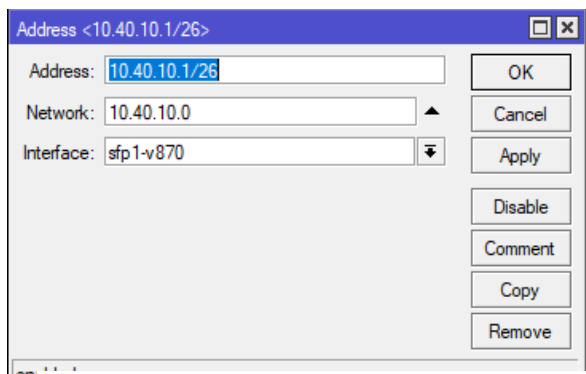 Address <10.40.10.1/26>
Address: 10.40.10.1/26
OK
Network: 10.40.10.0
Cancel
Interface: sfp1-v870
Apply
Disable
Comment
Copy
Remove